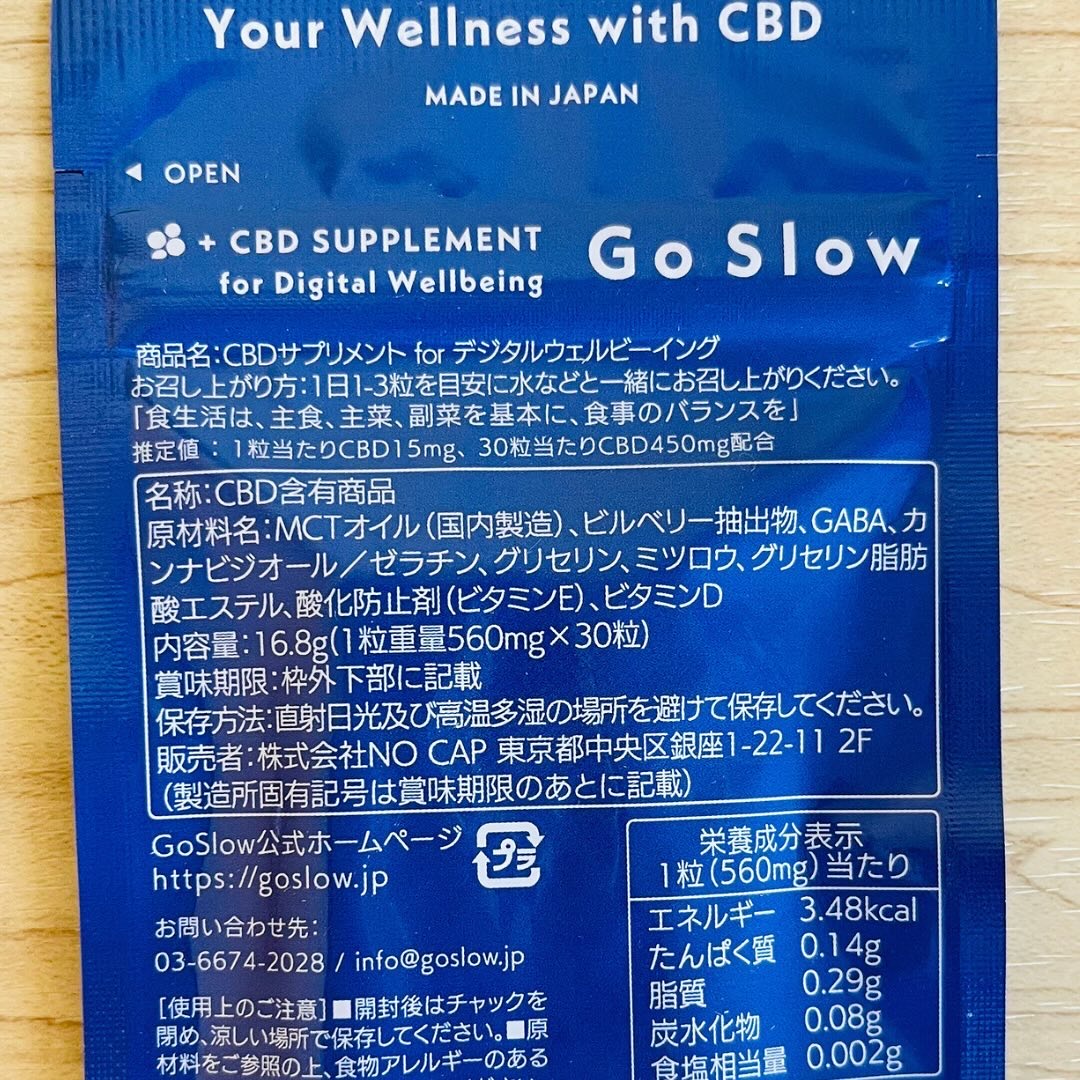 Your Wellness with CBD
MADE IN JAPAN
◀ OPEN
+ CBD SUPPLEMENT
for Digital Wellbeing
Go Slow
商品名:CBDサプリメント for デジタルウェルビーイング
お召し上がり方:1日1-3粒を目安に水などと一緒にお召し上がりください。
「食生活は、主食、主菜、副菜を基本に、食事のバランスを」
推定値 : 1粒当たりCBD15mg、30粒当たりCBD450mg配合
名称:CBD含有商品
原材料名:MCTオイル(国内製造)、ビルベリー抽出物、GABA、カ
ンナビジオール/ゼラチン、グリセリン、ミツロウ、グリセリン脂肪
酸エステル、酸化防止剤(ビタミンE)、ビタミンD
内容量:16.8g(1粒重量560mg×30粒)
賞味期限:枠外下部に記載
保存方法:直射日光及び高温多湿の場所を避けて保存してください。
販売者:株式会社NO CAP 東京都中央区銀座1-22-11 2F
(製造所固有記号は賞味期限のあとに記載)
GoSlow公式ホームページ
https://goslow.jp
プラ
お問い合わせ先:
03-6674-2028 / info@goslow.jp
[使用上のご注意]■開封後はチャックを
閉め、涼しい場所で保存してください。■原
材料をご参照の上、食物アレルギーのある
栄養成分表示
1粒(560mg)当たり
エネルギー 3.48kcal
たんぱく質 0.14g
脂質 0.29g
炭水化物 0.08g
食塩相当量 0.002g